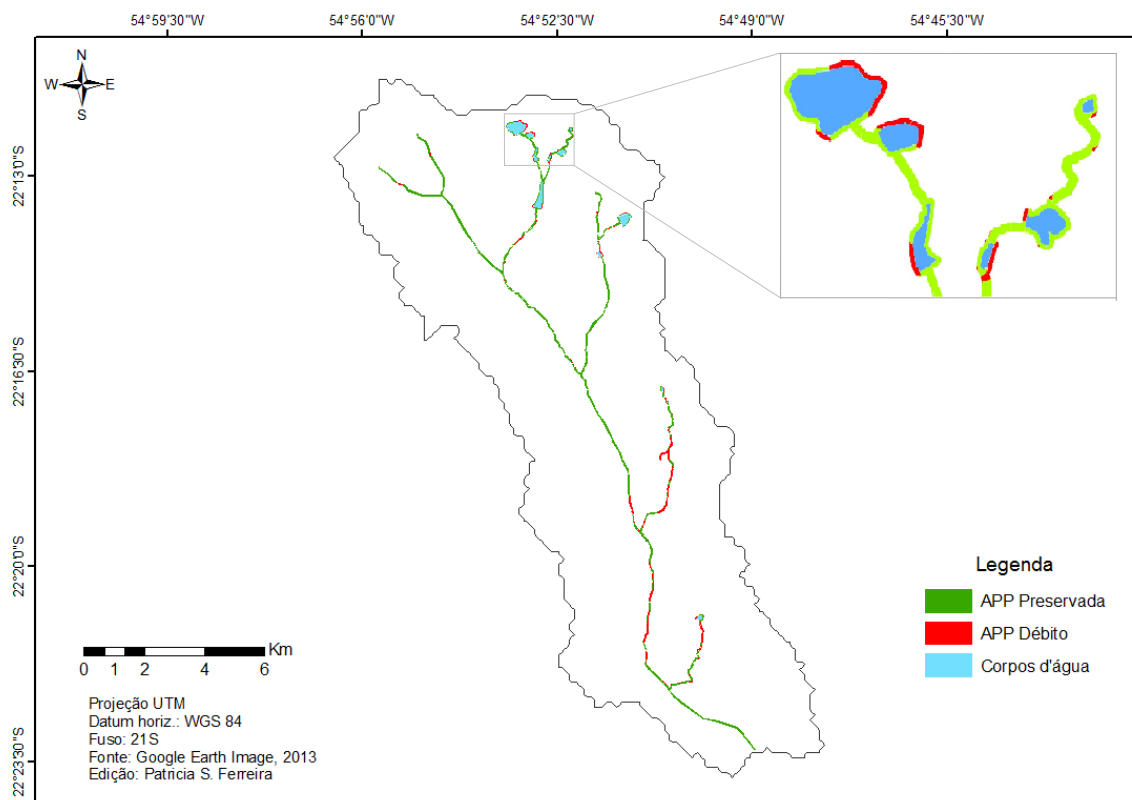 54°59'30"W 54°56'0"W 54°52'30"W 54°49'0"W 54°45'30"W
N
W E
S
22°13'0"S
22°16'30"S
22°20'0"S
22°23'30"S
Legenda
APP Preservada
APP Débito
Corpos d'água
Km
0 1 2 4 6
Projeção UTM
Datum horiz.: WGS 84
Fuso: 21S
Fonte: Google Earth Image, 2013
Edição: Patricia S. Ferreira